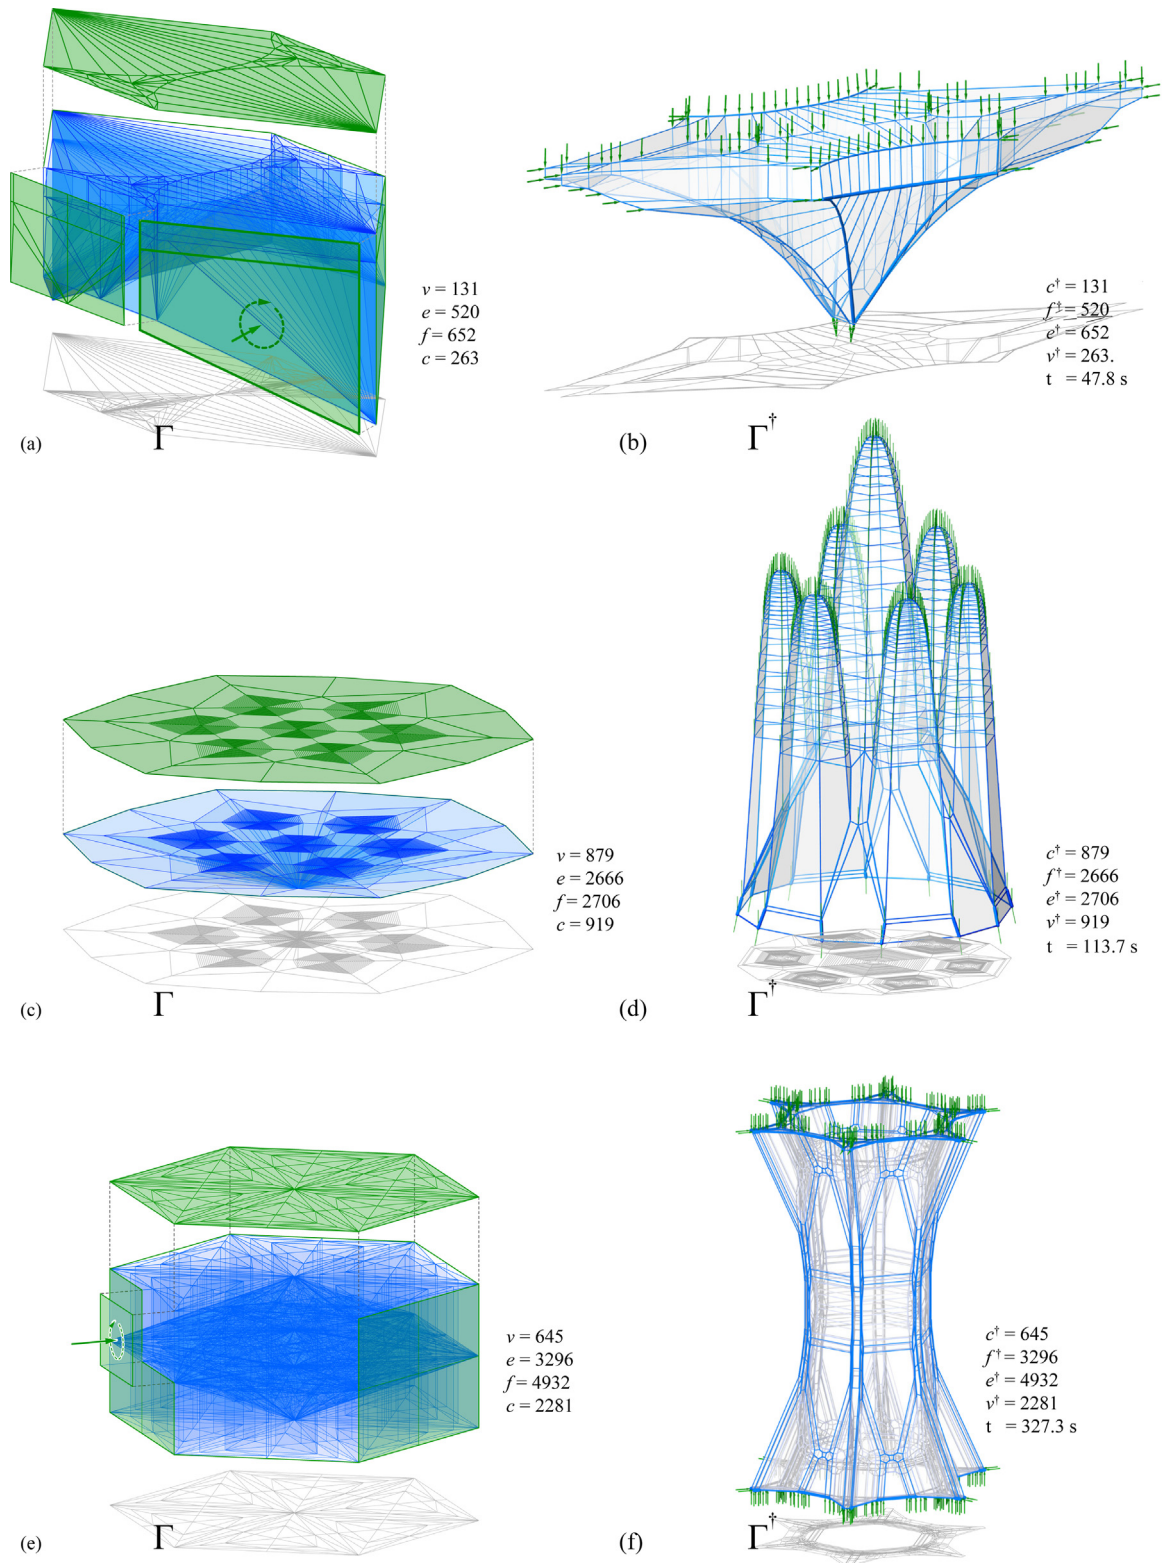 v = 131
e = 520
f = 652
c = 263
(a)
Γ
c† = 131
f† = 520
e† = 652
v† = 263.
t = 47.8 s
(b)
Γ†
v = 879
e = 2666
f = 2706
c = 919
(c)
Γ
c† = 879
f† = 2666
e† = 2706
v† = 919
t = 113.7 s
(d)
Γ†
v = 645
e = 3296
f = 4932
c = 2281
(e)
Γ
c† = 645
f† = 3296
e† = 4932
v† = 2281
t = 327.3 s
(f)
Γ†